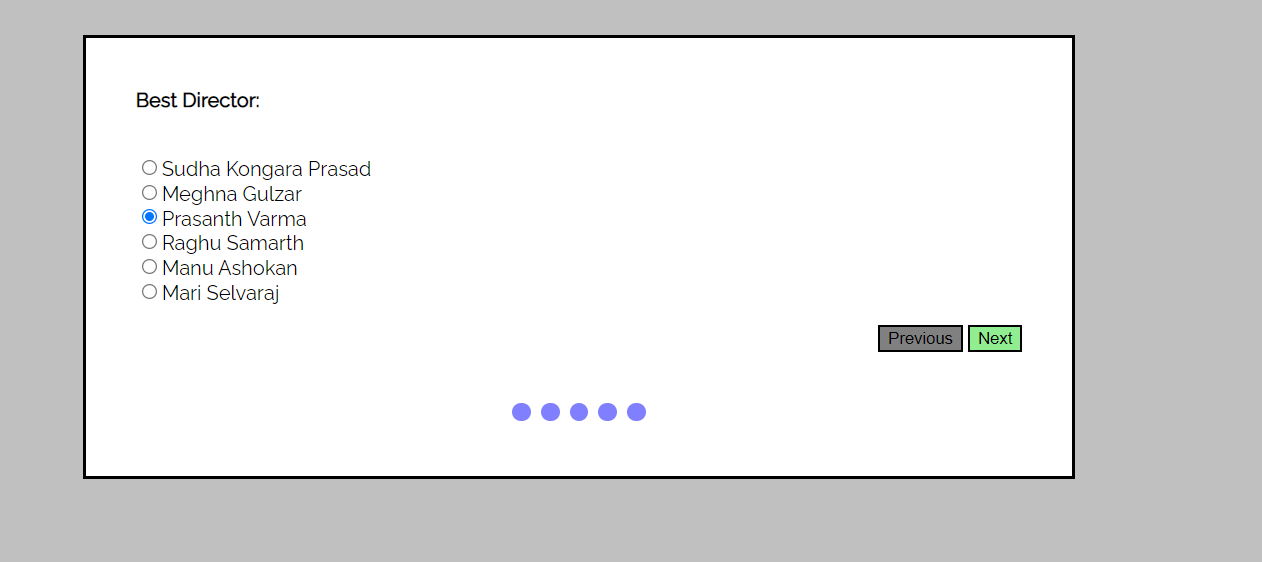 Best Director:
Sudha Kongara Prasad
Meghna Gulzar
Prasanth Varma
Raghu Samarth
Manu Ashokan
Mari Selvaraj
Previous Next